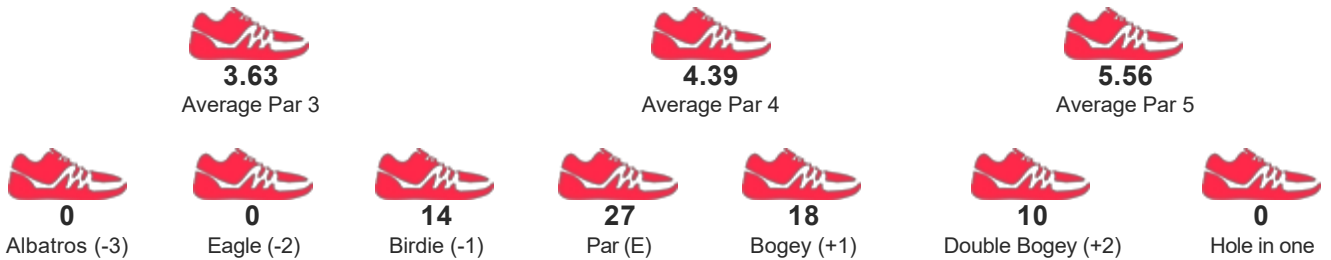 3.63 4.39 5.56
Average Par 3 Average Par 4 Average Par 5
0 0 14 27 18 10 0
Albatros (-3) Eagle (-2) Birdie (-1) Par (E) Bogey (+1) Double Bogey (+2) Hole in one